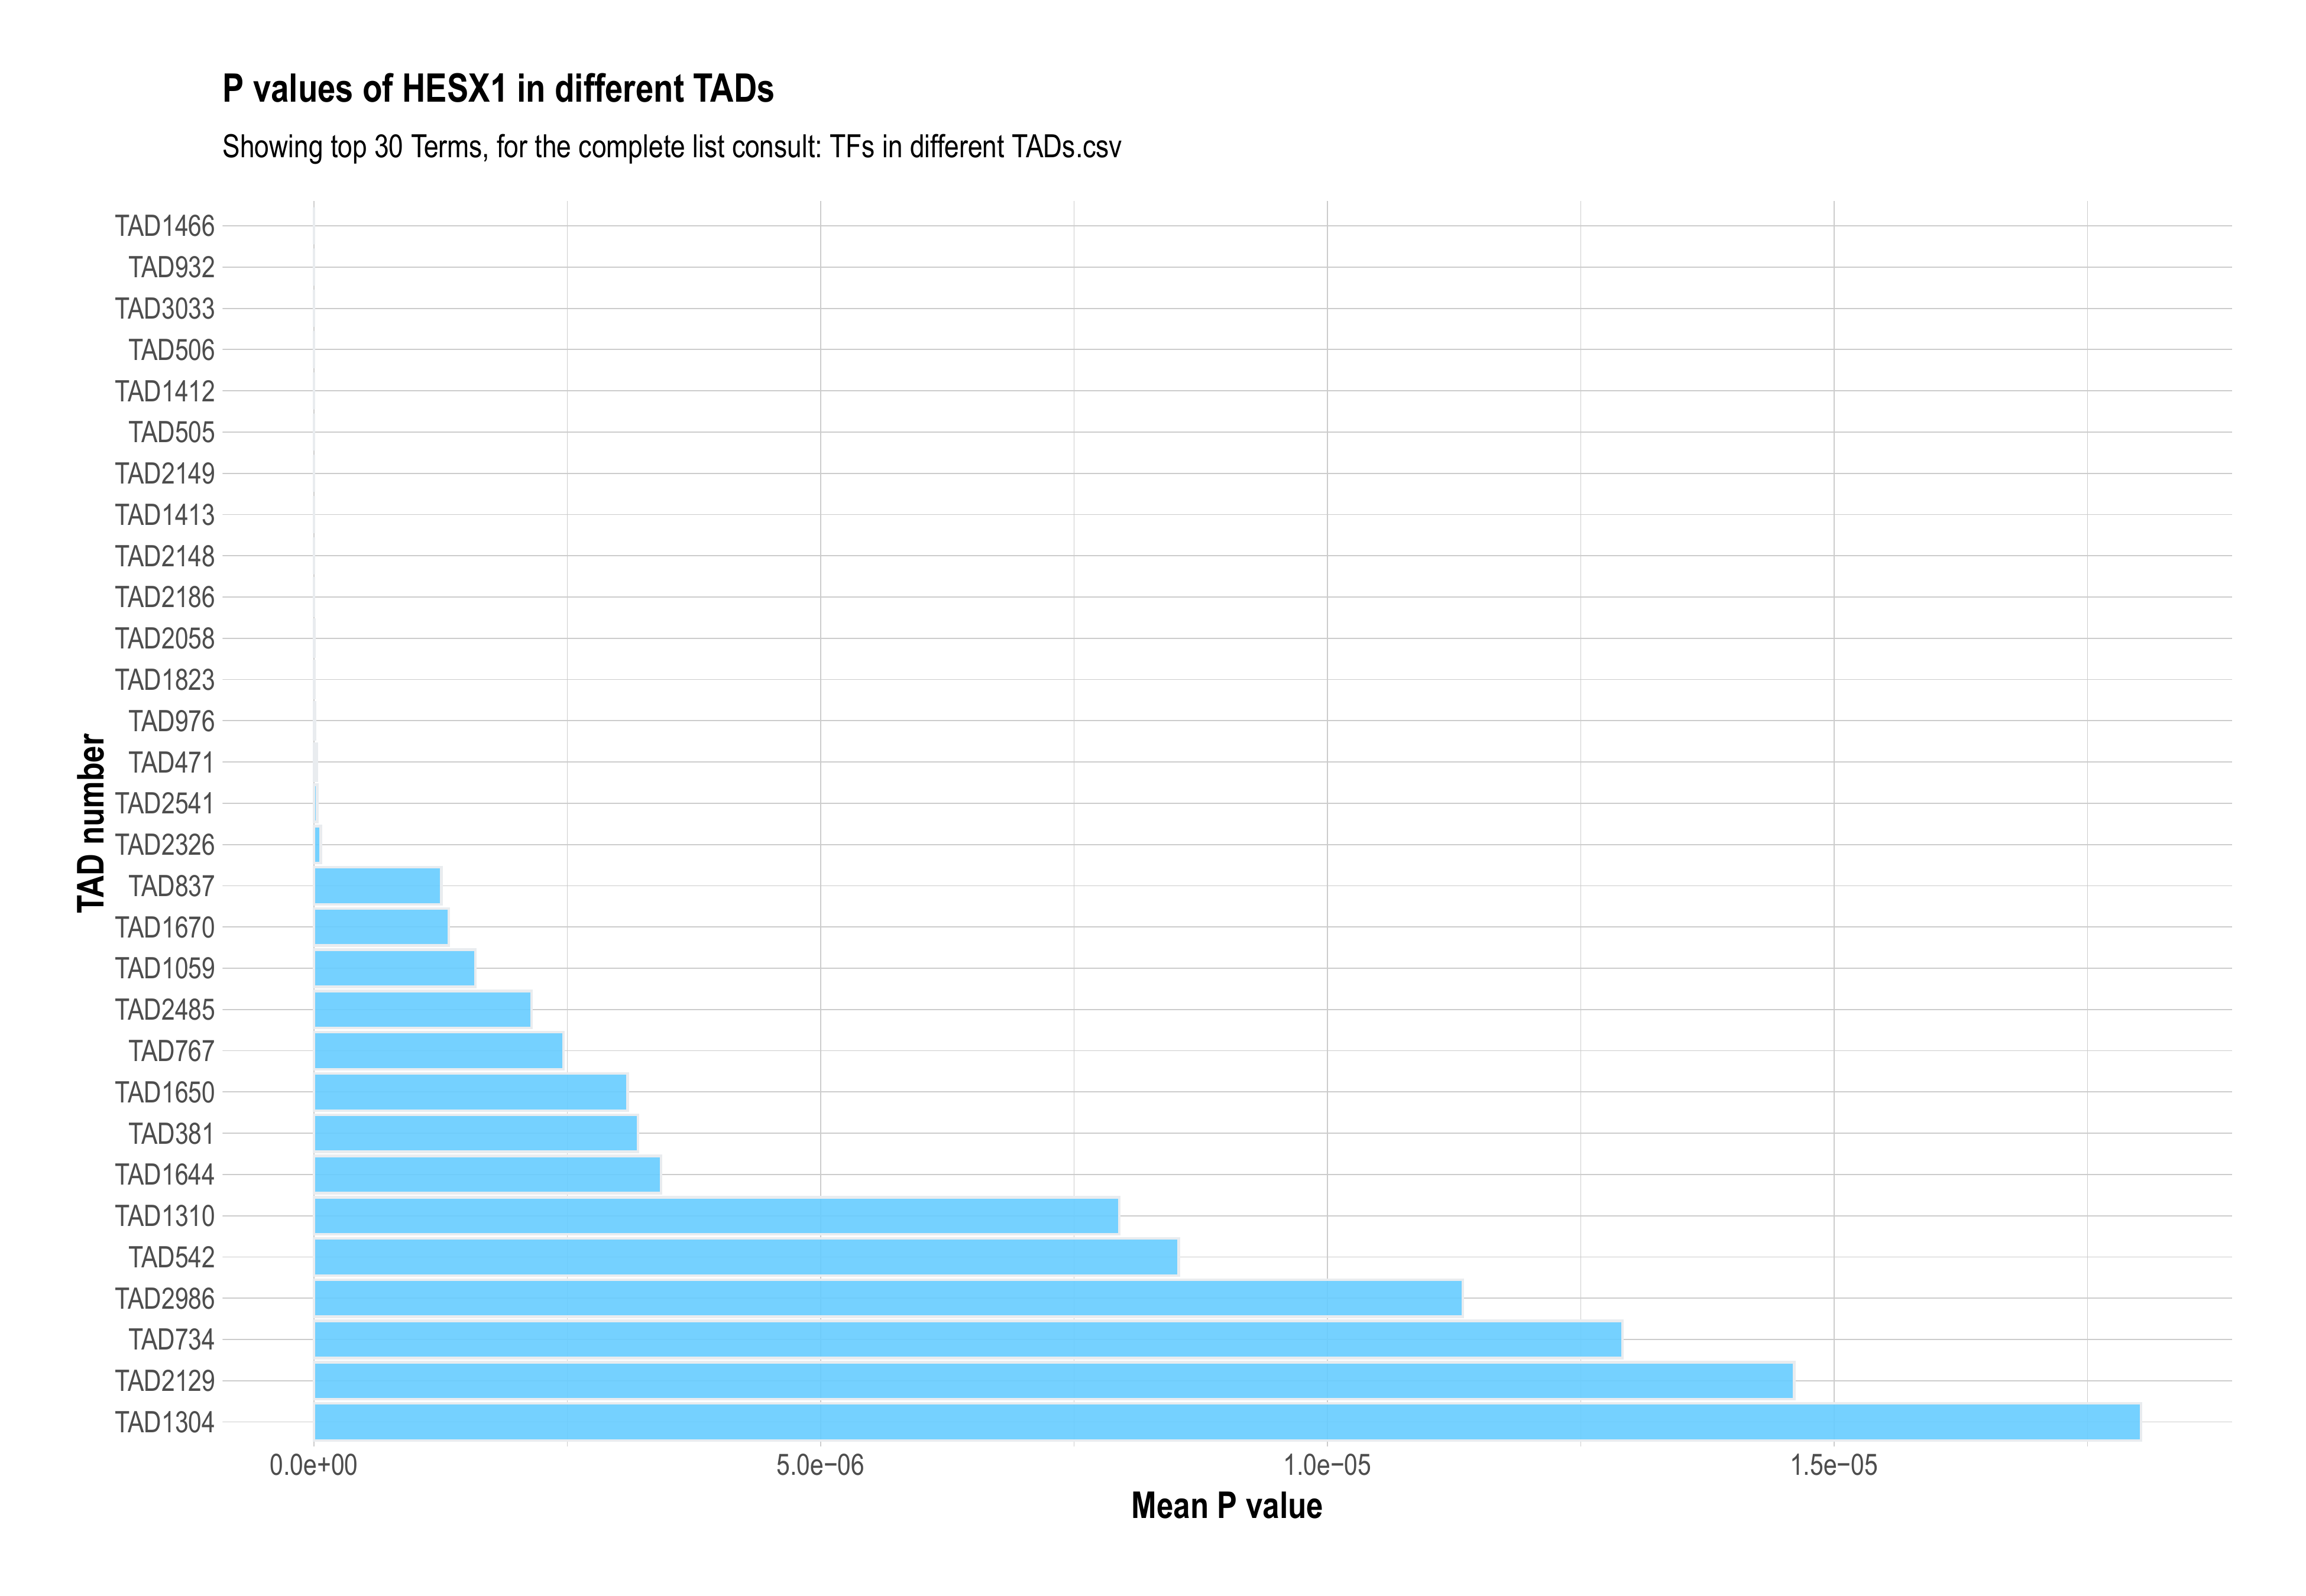 P values of HESX1 in different TADs
Showing top 30 Terms, for the complete list consult: TFs in different TADs.csv
TAD number
TAD1466
TAD932
TAD3033
TAD506
TAD1412
TAD505
TAD2149
TAD1413
TAD2148
TAD2186
TAD2058
TAD1823
TAD976
TAD471
TAD2541
TAD2326
TAD837
TAD1670
TAD1059
TAD2485
TAD767
TAD1650
TAD381
TAD1644
TAD1310
TAD542
TAD2986
TAD734
TAD2129
TAD1304
0.0e+00 5.0e−06 1.0e−05 1.5e−05
Mean P value